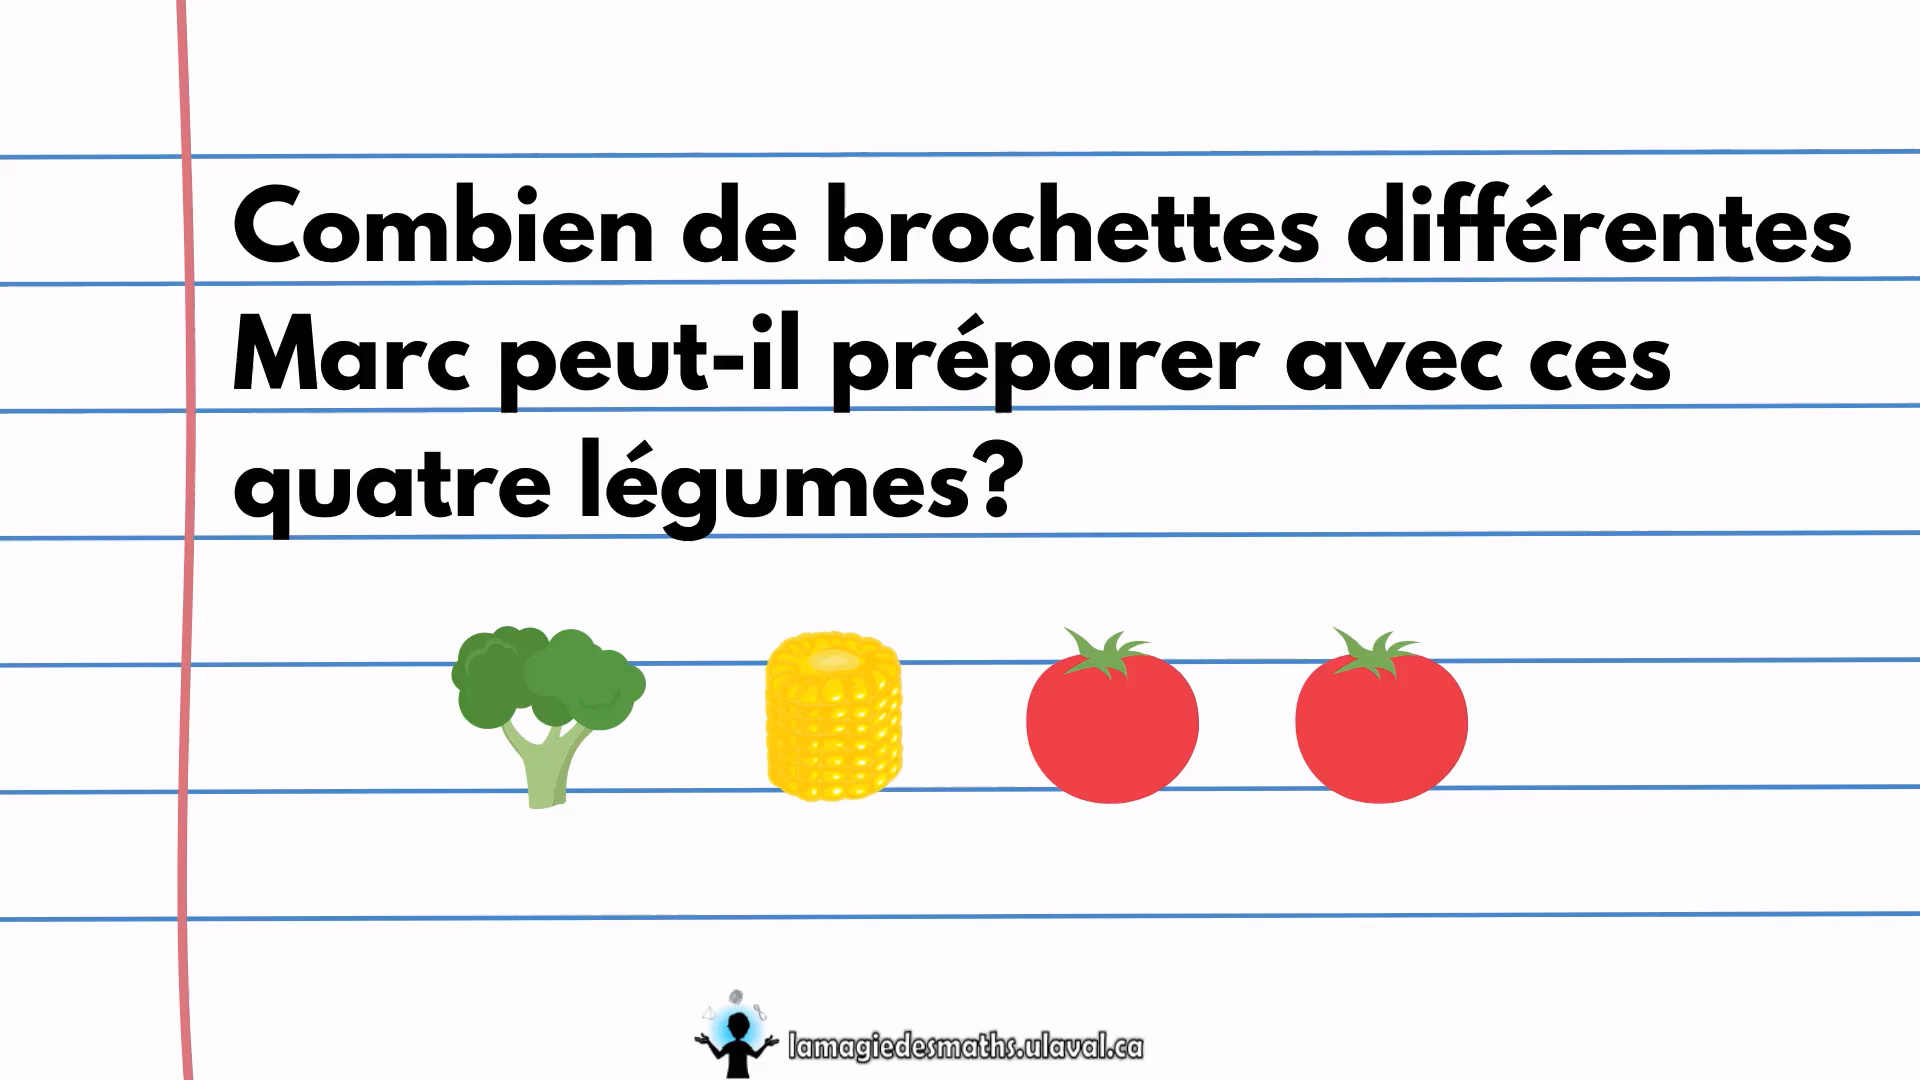 Combien de brochettes différentes
Marc peut-il préparer avec ces
quatre légumes?
lamagiedesmaths.ulaval.ca